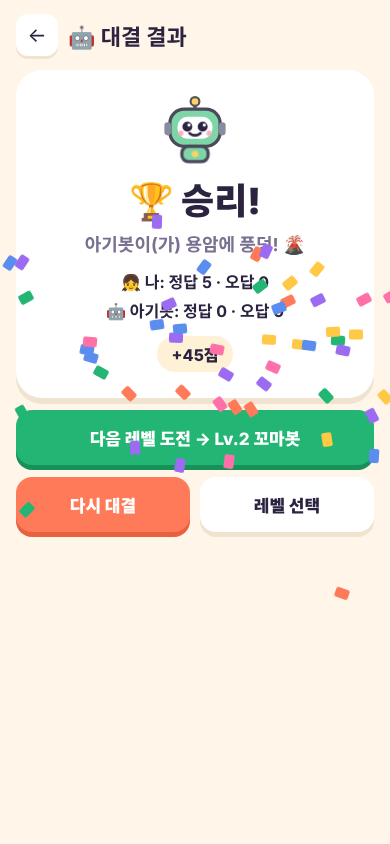 ← 🤖 대결 결과
🏆 승리!
아기봇이(가) 용암에 풍덩! 🌋
👧 나: 정답 5 · 오답 0
🤖 아기봇: 정답 0 · 오답 0
+45점
다음 레벨 도전 → Lv.2 꼬마봇
다시 대결
레벨 선택